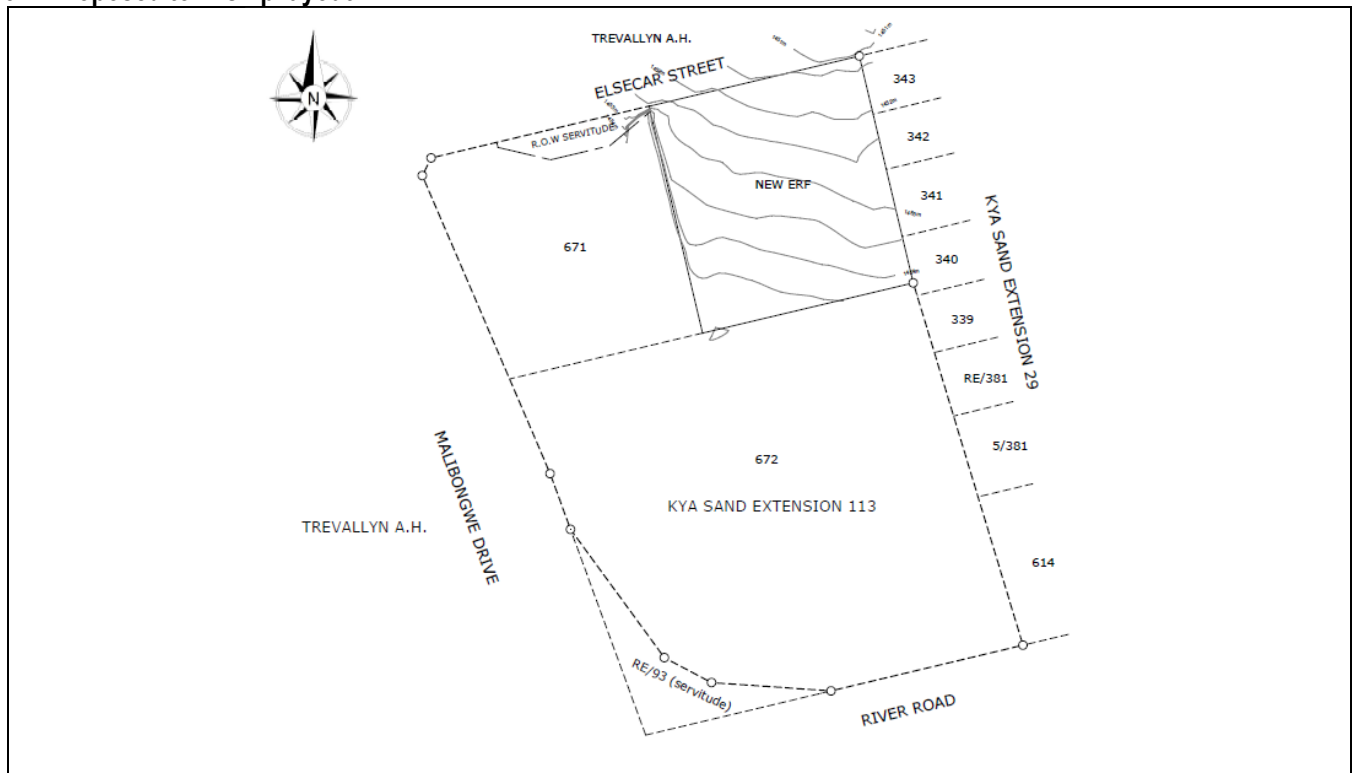 TREVALLYN A.H.
ELSECAR STREET
343
N
R.O.W SERVITUDE
342
NEW ERF
341
671
340
KYA SAND EXTENSION 29
339
RE/381
5/381
MALIBONGWE DRIVE
672
KYA SAND EXTENSION 113
TREVALLYN A.H.
614
RE/93 (servitude)
RIVER ROAD